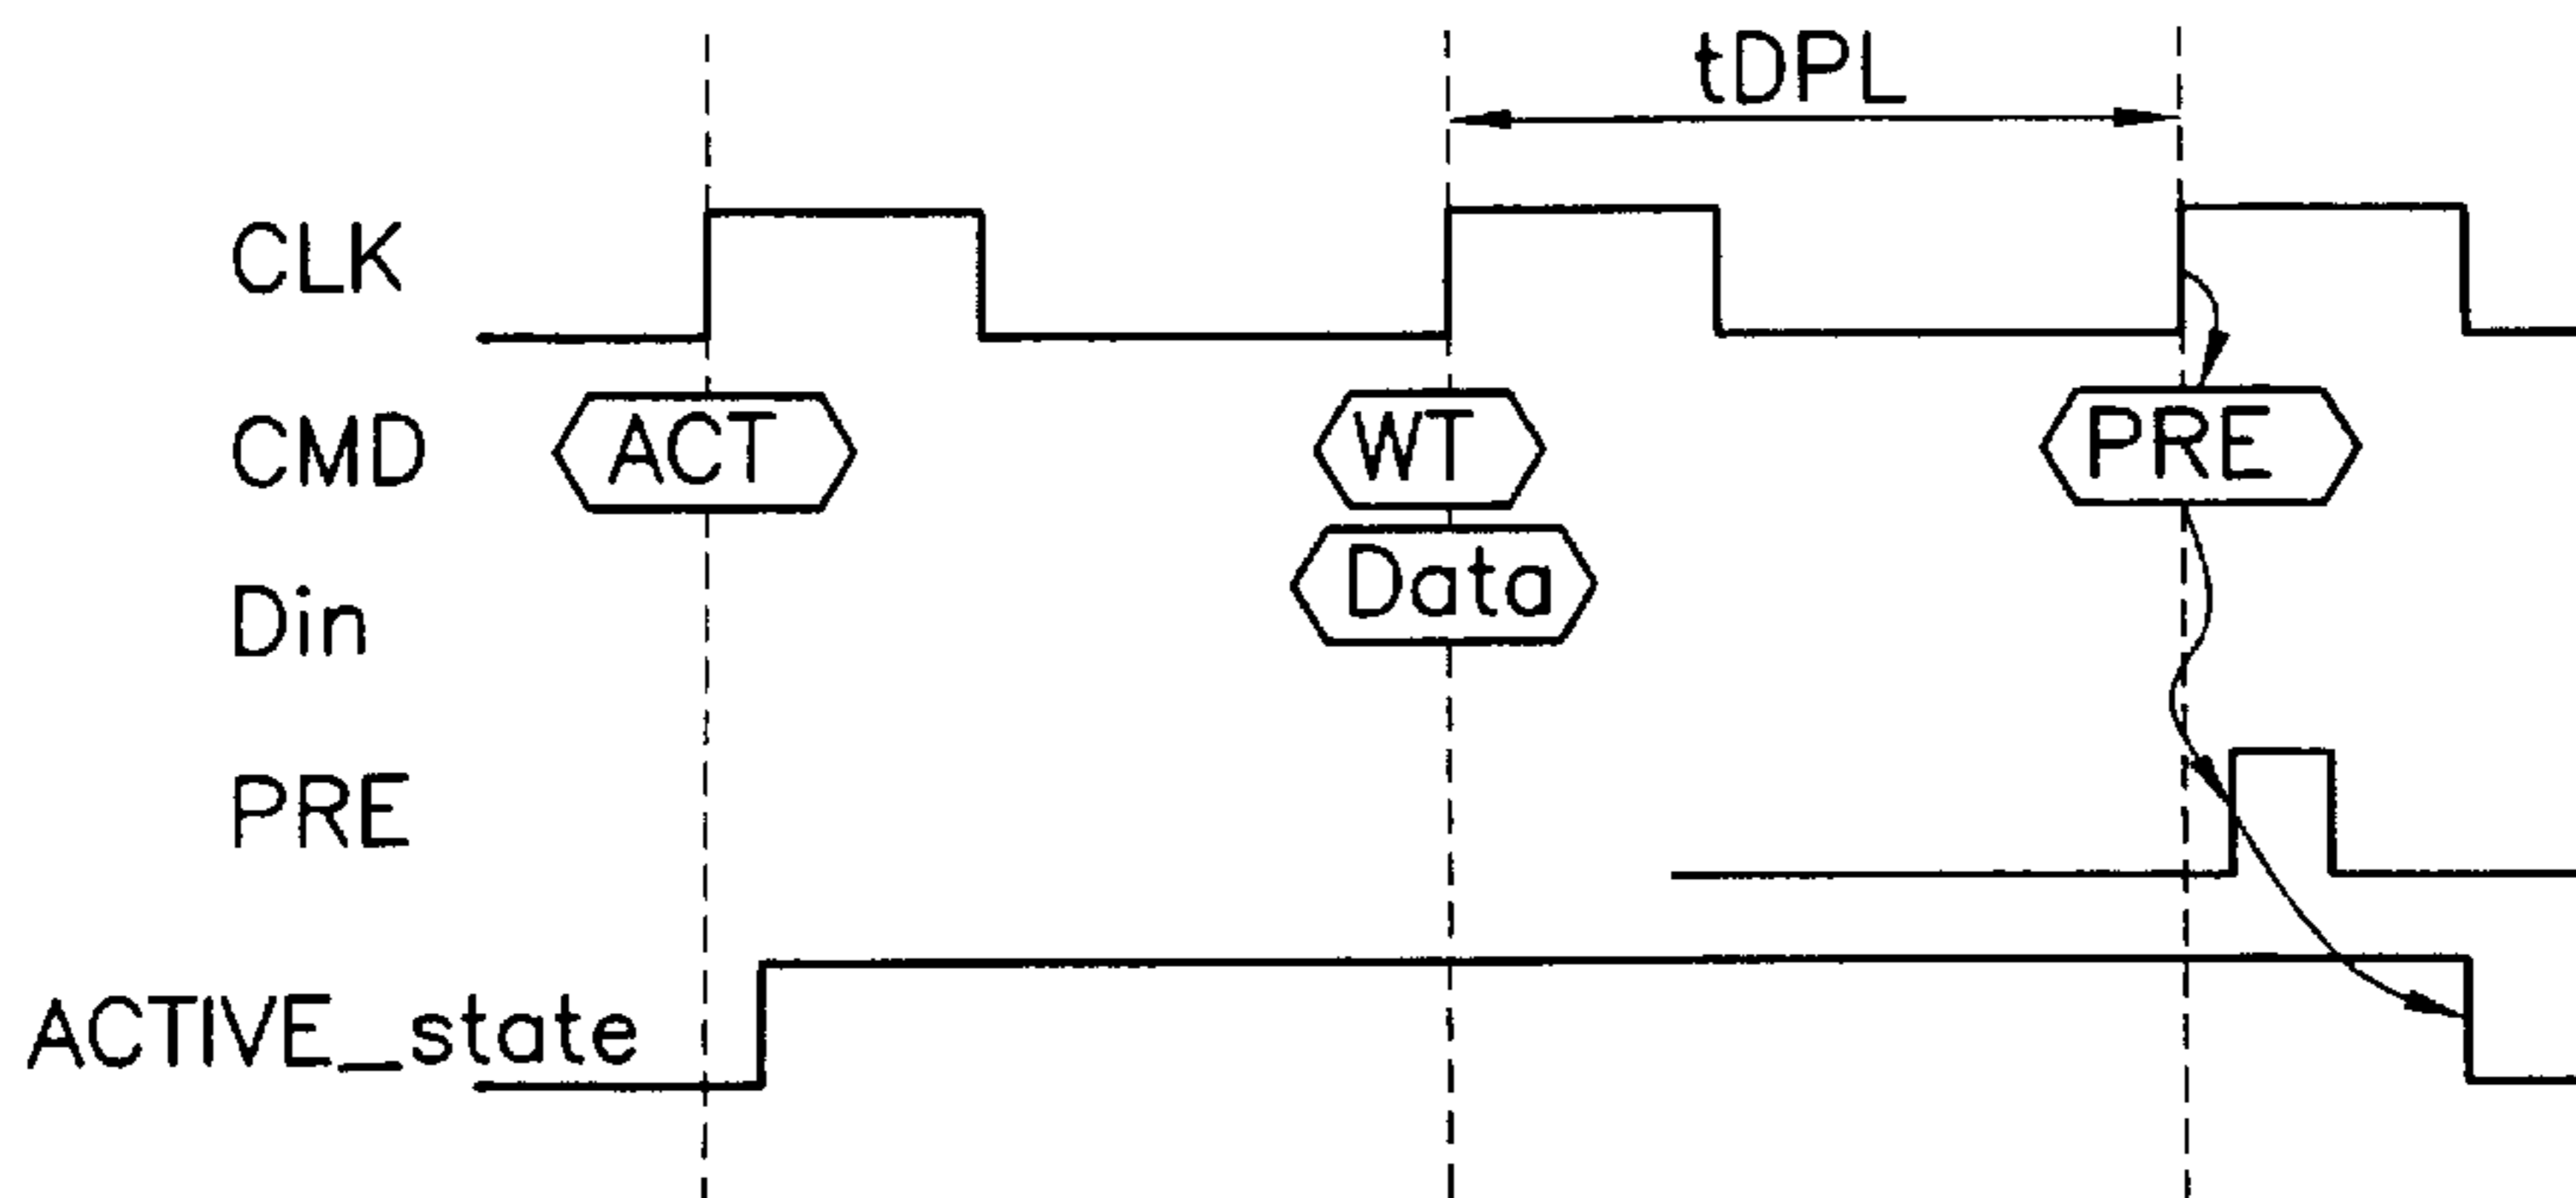 tDPL
CLK
CMD ACT WT PRE
Din Data
PRE
ACTIVE_state